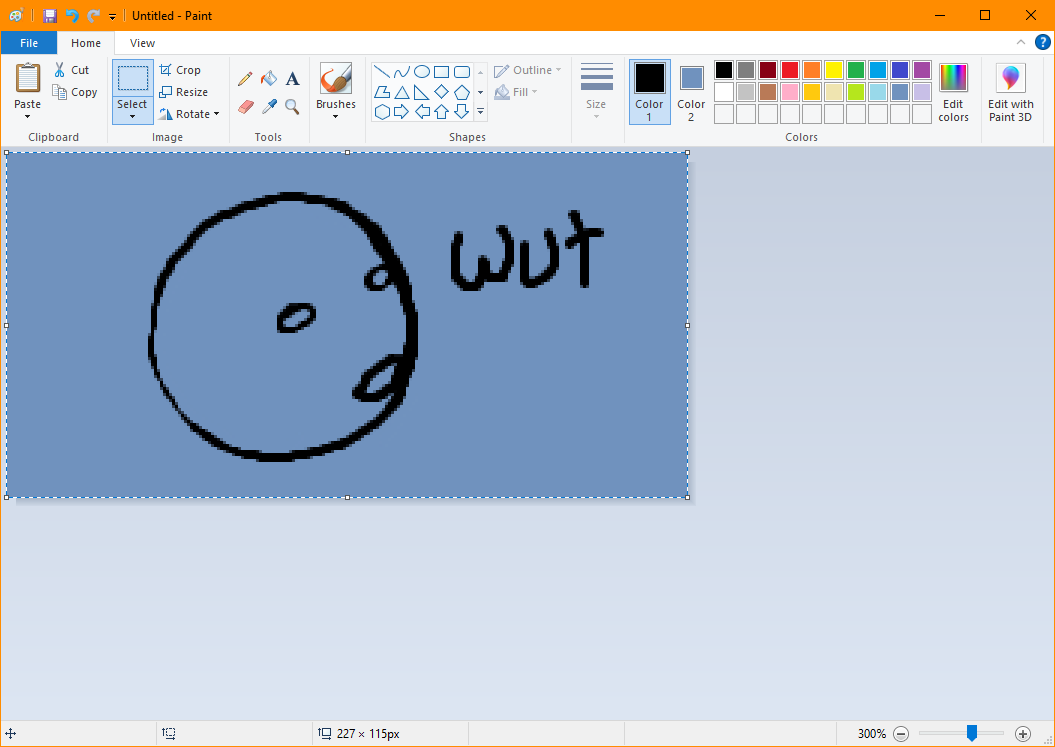 Untitled - Paint
File Home View
Paste
Cut
Copy
Clipboard
Select
Crop
Resize
Rotate
Image
A
Tools
Brushes
Outline
Fill
Shapes
Size
Color 1
Color 2
Edit colors
Colors
Edit with Paint 3D
?
wut
227 × 115px
300%